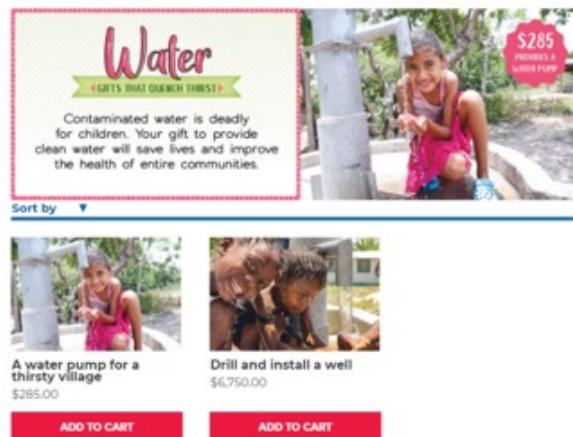 Water
GIFTS THAT QUENCH THIRST
Contaminated water is deadly
for children. Your gift to provide
clean water will save lives and improve
the health of entire communities.
$285
PROVIDES A
WATER PUMP
Sort by
A water pump for a
thirsty village
$285.00
ADD TO CART
Drill and install a well
$6,750.00
ADD TO CART